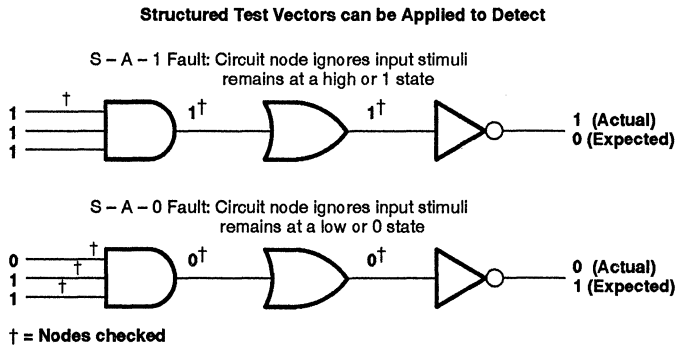 Structured Test Vectors can be Applied to Detect
S – A – 1 Fault: Circuit node ignores input stimuli
remains at a high or 1 state
†
1
1
1
1†
1†
1 (Actual)
0 (Expected)
S – A – 0 Fault: Circuit node ignores input stimuli
remains at a low or 0 state
†
†
†
0
1
1
0†
0†
0 (Actual)
1 (Expected)
† = Nodes checked